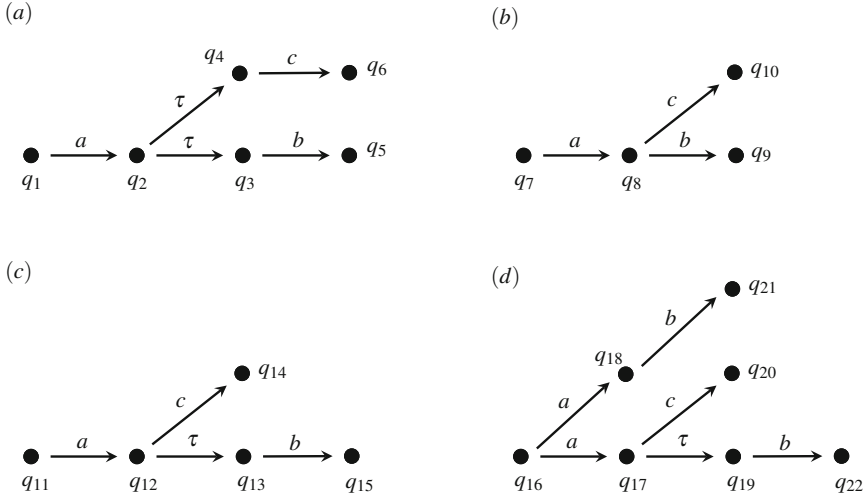 (a)
q4 c q6
τ
a τ b q5
q1 q2 q3
(b)
q10
c
a b q9
q7 q8
(c)
q14
c
a τ b
q11 q12 q13 q15
(d)
q21
b
q18
q20
a c
a τ b
q16 q17 q19 q22